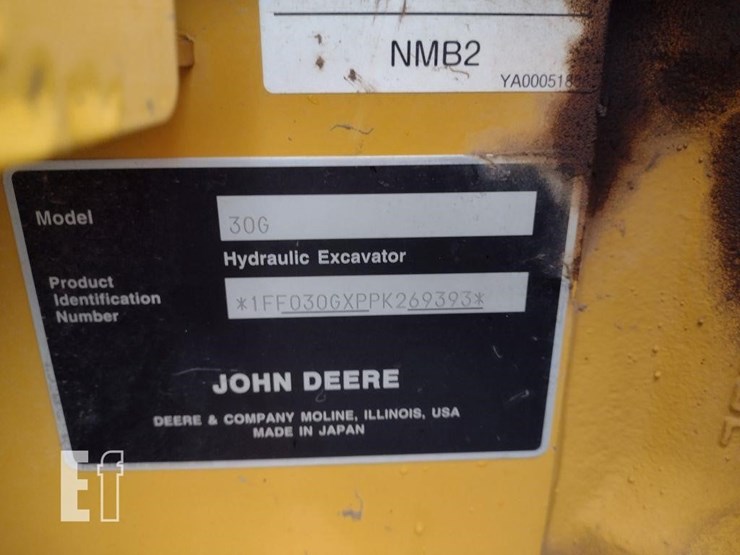 NMB2
Model
30G
Hydraulic Excavator
Product
Identification
Number
*1FF030GXPPK269393*
JOHN DEERE
DEERE & COMPANY MOLINE, ILLINOIS, USA
MADE IN JAPAN
Ef